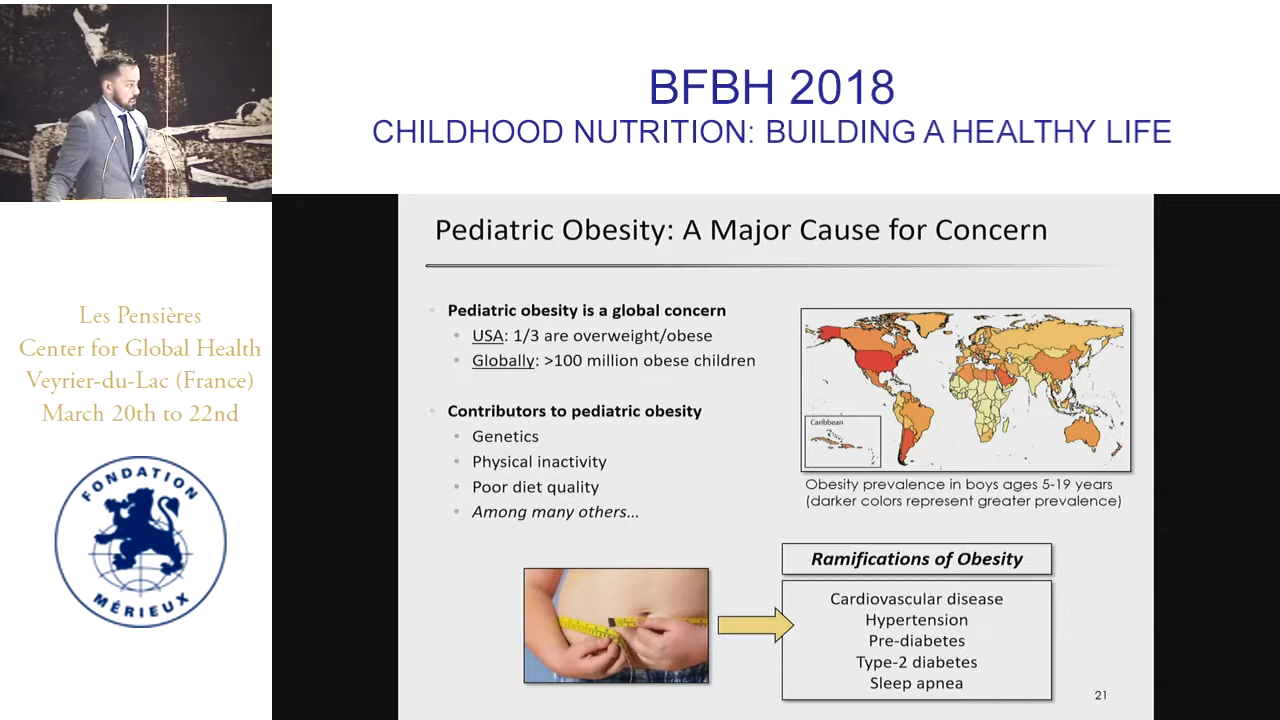 BFBH 2018
CHILDHOOD NUTRITION: BUILDING A HEALTHY LIFE
Les Pensières
Center for Global Health
Veyrier-du-Lac (France)
March 20th to 22nd
FONDATION
MÉRIEUX
Pediatric Obesity: A Major Cause for Concern
Pediatric obesity is a global concern
USA: 1/3 are overweight/obese
Globally: >100 million obese children
Contributors to pediatric obesity
Genetics
Physical inactivity
Poor diet quality
Among many others...
Caribbean
Obesity prevalence in boys ages 5-19 years
(darker colors represent greater prevalence)
Ramifications of Obesity
Cardiovascular disease
Hypertension
Pre-diabetes
Type-2 diabetes
Sleep apnea
21